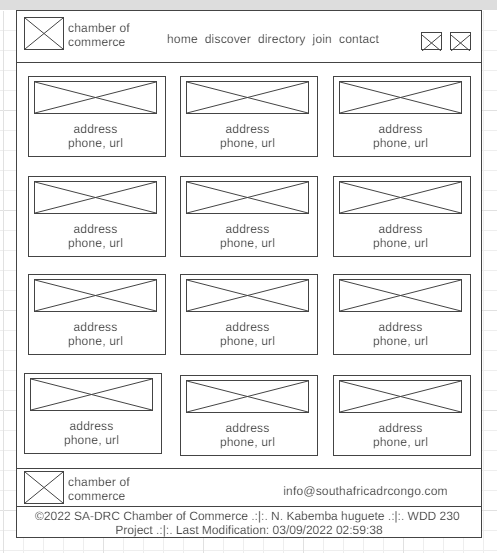 chamber of
commerce
home discover directory join contact
address
phone, url
address
phone, url
address
phone, url
address
phone, url
address
phone, url
address
phone, url
address
phone, url
address
phone, url
address
phone, url
address
phone, url
address
phone, url
address
phone, url
chamber of
commerce
info@southafricadrcongo.com
©2022 SA-DRC Chamber of Commerce .:|:. N. Kabemba huguete .:|:. WDD 230
Project .:|:. Last Modification: 03/09/2022 02:59:38